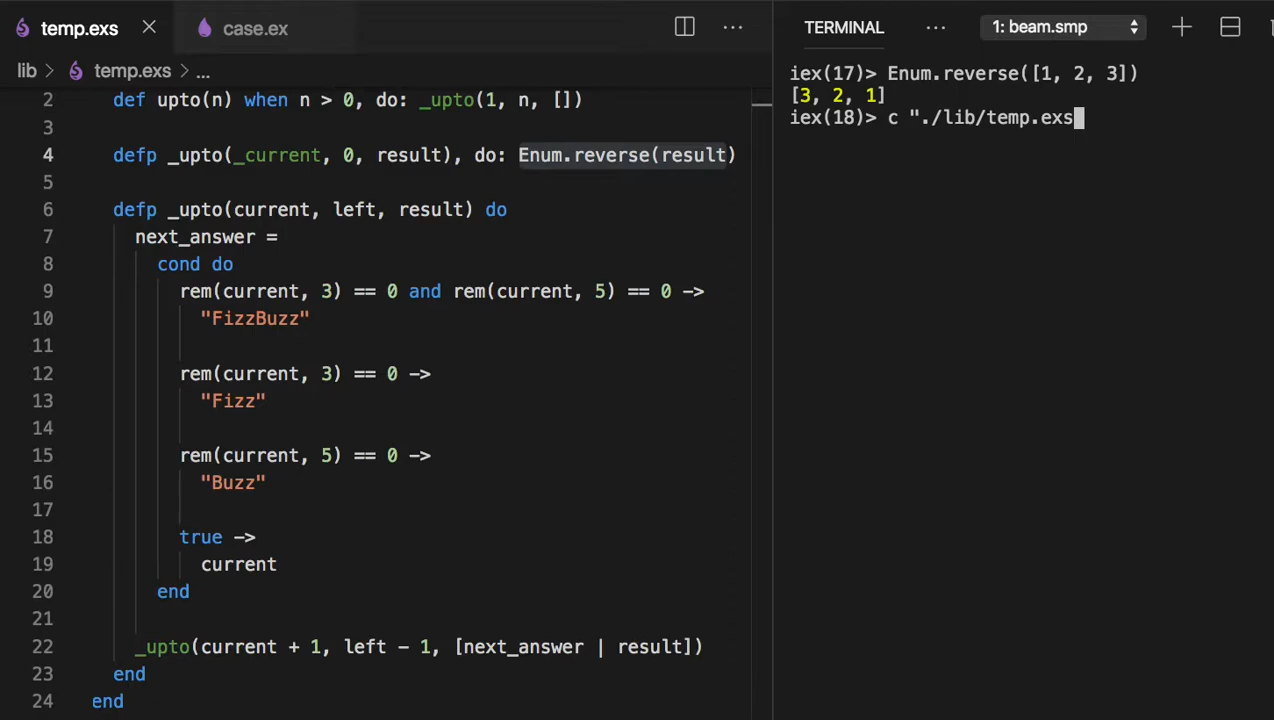 temp.exs
case.ex
...
TERMINAL
...
1: beam.smp
lib > temp.exs > ...
2 def upto(n) when n > 0, do: _upto(1, n, [])
3
4 defp _upto(_current, 0, result), do: Enum.reverse(result)
5
6 defp _upto(current, left, result) do
7 next_answer =
8 cond do
9 rem(current, 3) == 0 and rem(current, 5) == 0 ->
10 "FizzBuzz"
11
12 rem(current, 3) == 0 ->
13 "Fizz"
14
15 rem(current, 5) == 0 ->
16 "Buzz"
17
18 true ->
19 current
20 end
21
22 _upto(current + 1, left - 1, [next_answer | result])
23 end
24 end
iex(17)> Enum.reverse([1, 2, 3])
[3, 2, 1]
iex(18)> c "./lib/temp.exs